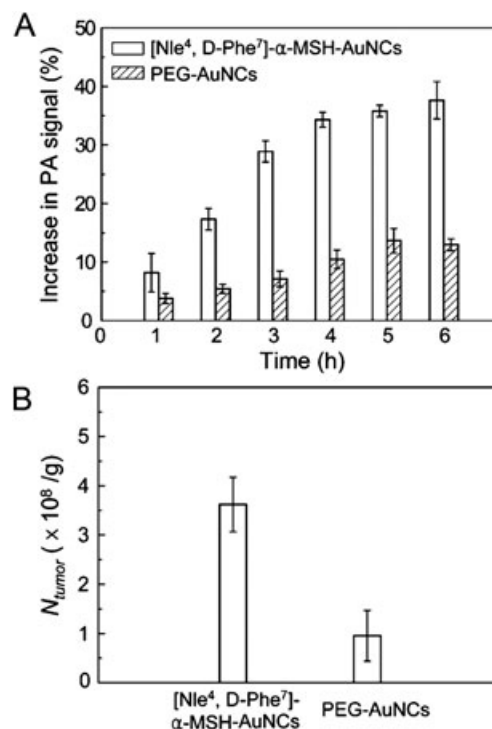 A
[Nle⁴, D-Phe⁷]-α-MSH-AuNCs
PEG-AuNCs
Increase in PA signal (%)
50
40
30
20
10
0
0 1 2 3 4 5 6
Time (h)
B
N_tumor ( x 10⁸ /g)
6
5
4
3
2
1
0
[Nle⁴, D-Phe⁷]-
α-MSH-AuNCs
PEG-AuNCs